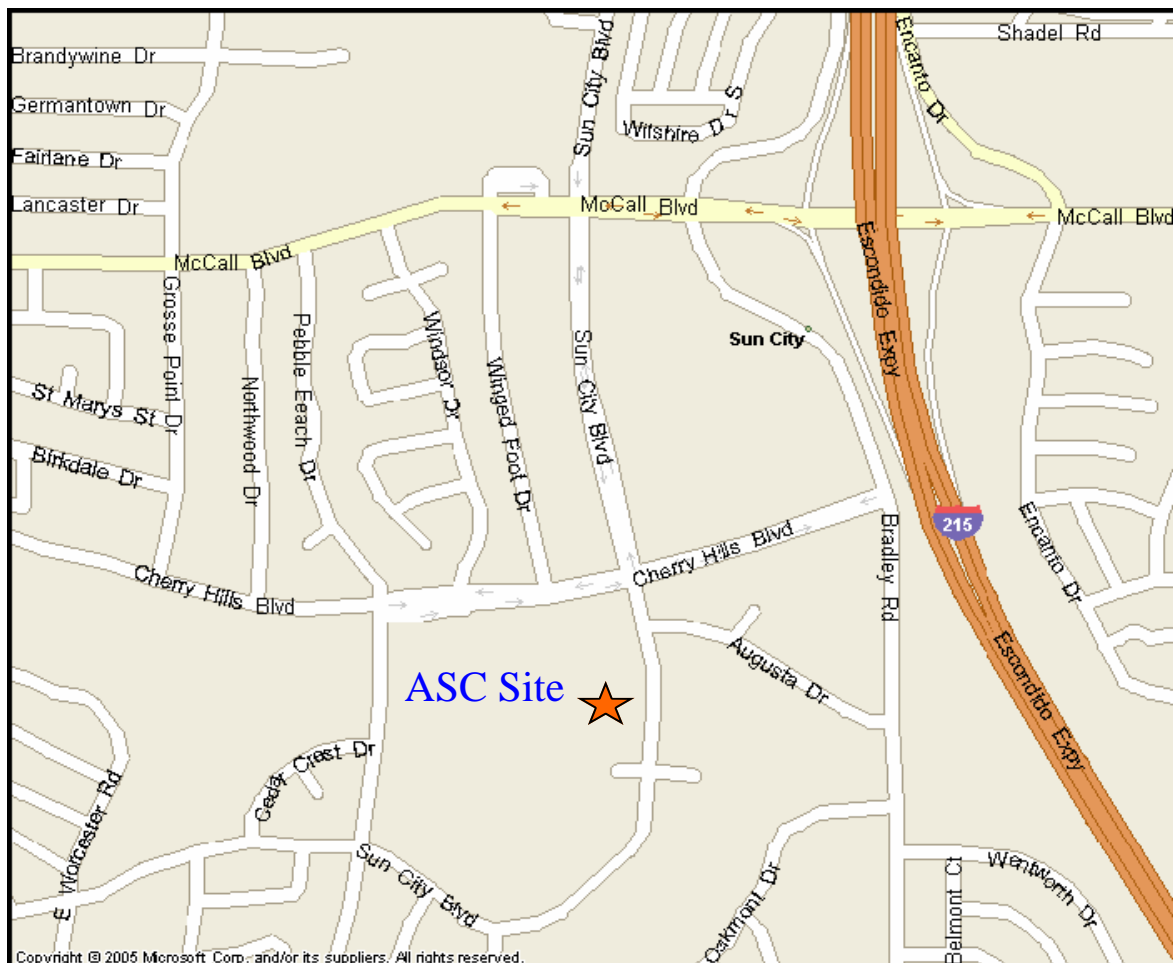 Brandywine Dr
Germantown Dr
Fairlane Dr
Lancaster Dr
Sun City Blvd
Wilshire Dr S
Encanto Dr
Shadel Rd
McCall Blvd
McCall Blvd
McCall Blvd
Grosse Point Dr
Northwood Dr
Pebble Eeach Dr
Windsor Dr
Winged Foot Dr
Sun City Blvd
Sun City
Escondido Expy
St Marys St
Birkdale Dr
Cherry Hills Blvd
Cherry Hills Blvd
Bradley Rd
215
Encanto Dr
Augusta Dr
Escondido Expy
ASC Site
Cedar Crest Dr
E Worcester Rd
Sun City Blvd
Oakmont Dr
Belmont Ct
Wentworth Dr
Copyright © 2005 Microsoft Corp. and/or its suppliers. All rights reserved.